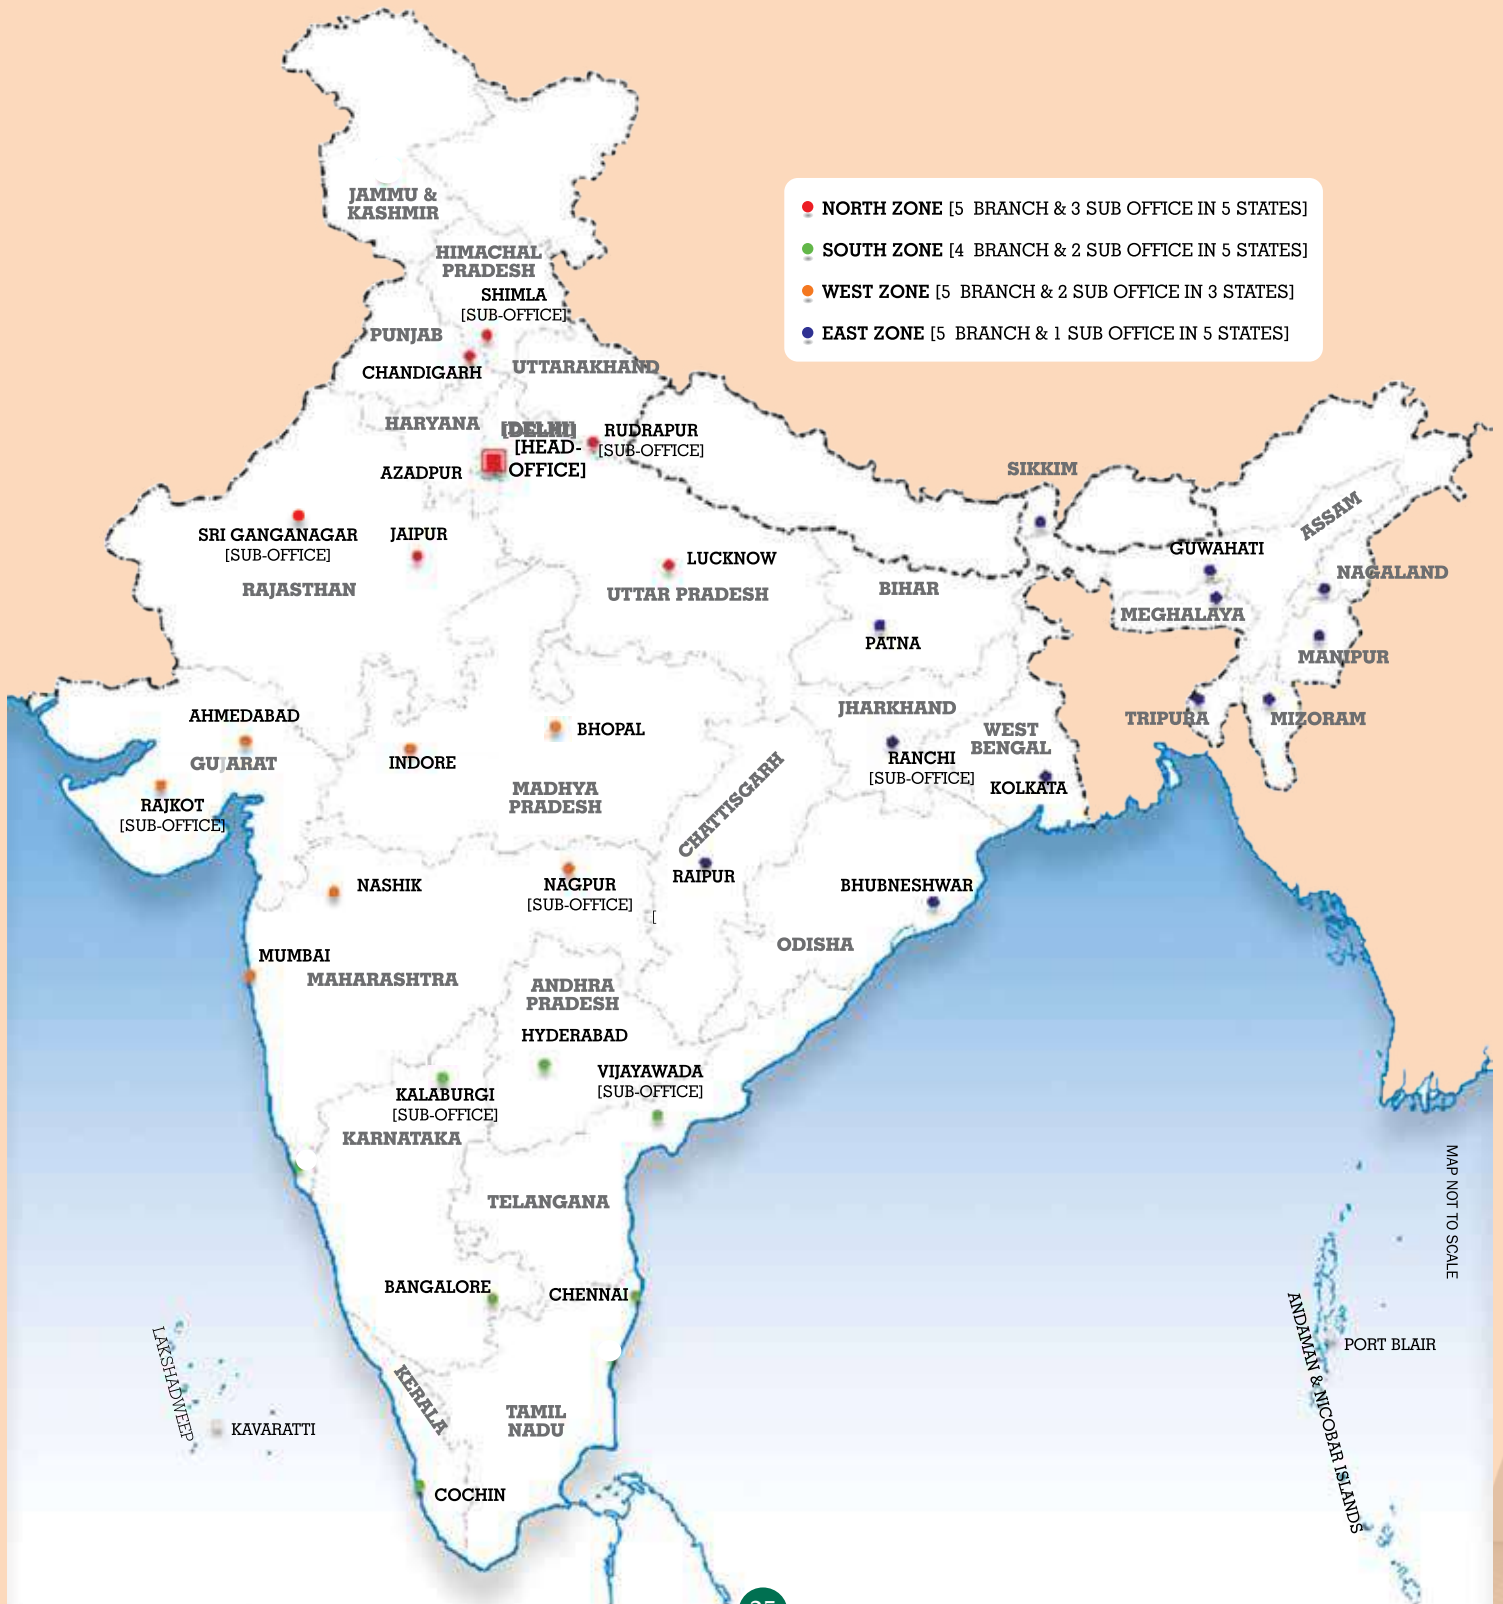 JAMMU &
KASHMIR
NORTH ZONE [5 BRANCH & 3 SUB OFFICE IN 5 STATES]
SOUTH ZONE [4 BRANCH & 2 SUB OFFICE IN 5 STATES]
WEST ZONE [5 BRANCH & 2 SUB OFFICE IN 3 STATES]
EAST ZONE [5 BRANCH & 1 SUB OFFICE IN 5 STATES]
HIMACHAL
PRADESH
SHIMLA
[SUB-OFFICE]
PUNJAB
CHANDIGARH
UTTARAKHAND
HARYANA
[DELHI]
[HEAD-
OFFICE]
RUDRAPUR
[SUB-OFFICE]
AZADPUR
SIKKIM
ASSAM
SRI GANGANAGAR
[SUB-OFFICE]
JAIPUR
RAJASTHAN
LUCKNOW
UTTAR PRADESH
BIHAR
PATNA
GUWAHATI
NAGALAND
MEGHALAYA
MANIPUR
TRIPURA
MIZORAM
AHMEDABAD
GUJARAT
RAJKOT
[SUB-OFFICE]
INDORE
BHOPAL
MADHYA
PRADESH
JHARKHAND
RANCHI
[SUB-OFFICE]
WEST
BENGAL
KOLKATA
CHATTISGARH
RAIPUR
NASHIK
NAGPUR
[SUB-OFFICE]
[
BHUBNESHWAR
ODISHA
MUMBAI
MAHARASHTRA
ANDHRA
PRADESH
HYDERABAD
VIJAYAWADA
[SUB-OFFICE]
KALABURGI
[SUB-OFFICE]
KARNATAKA
TELANGANA
BANGALORE
CHENNAI
KERALA
TAMIL
NADU
COCHIN
LAKSHADWEEP
KAVARATTI
MAP NOT TO SCALE
ANDAMAN & NICOBAR ISLANDS
PORT BLAIR